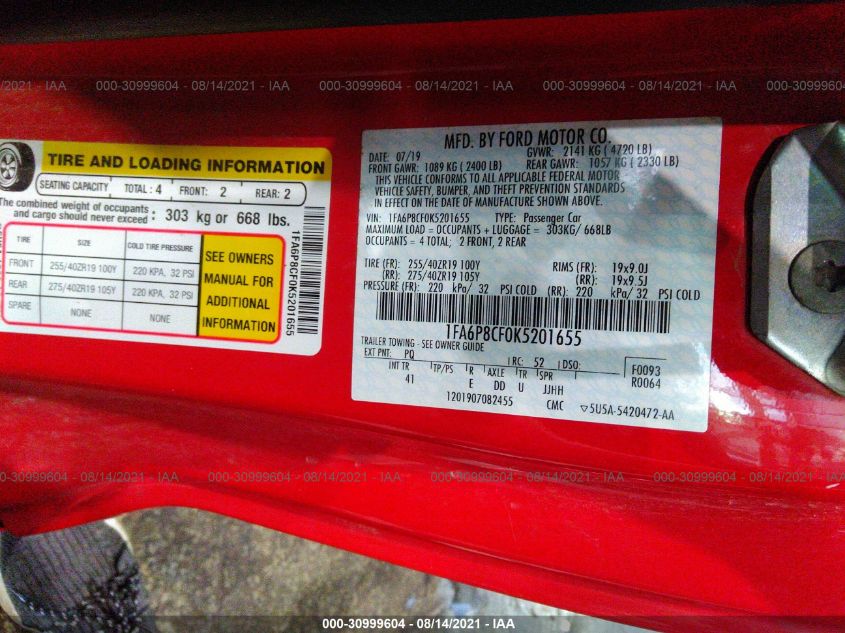 000-30999604 - 08/14/2021 - IAA
TIRE AND LOADING INFORMATION
SEATING CAPACITY TOTAL : 4 FRONT: 2 REAR: 2
The combined weight of occupants and cargo should never exceed : 303 kg or 668 lbs.
TIRE SIZE COLD TIRE PRESSURE
FRONT 255/40ZR19 100Y 220 KPA, 32 PSI
REAR 275/40ZR19 105Y 220 KPA, 32 PSI
SPARE NONE NONE
SEE OWNERS
MANUAL FOR
ADDITIONAL
INFORMATION
1FA6P8CF0K5201655
MFD. BY FORD MOTOR CO.
DATE: 07/19 GVWR: 2141 KG ( 4720 LB)
FRONT GAWR: 1089 KG ( 2400 LB) REAR GAWR: 1057 KG ( 2330 LB)
THIS VEHICLE CONFORMS TO ALL APPLICABLE FEDERAL MOTOR
VEHICLE SAFETY, BUMPER, AND THEFT PREVENTION STANDARDS
IN EFFECT ON THE DATE OF MANUFACTURE SHOWN ABOVE.
VIN: 1FA6P8CF0K5201655 TYPE: Passenger Car
MAXIMUM LOAD = OCCUPANTS + LUGGAGE = 303KG/ 668LB
OCCUPANTS = 4 TOTAL; 2 FRONT, 2 REAR
TIRE (FR): 255/40ZR19 100Y RIMS (FR): 19x9.0J
(RR): 275/40ZR19 105Y (RR): 19x9.5J
PRESSURE (FR): 220 kPa/ 32 PSI COLD (RR): 220 kPa/ 32 PSI COLD
1FA6P8CF0K5201655
TRAILER TOWING - SEE OWNER GUIDE
EXT PNT: PQ RC: 52 DSO: F0093
INT TR TP/PS R AXLE TR SPR R0064
41 E DD U JJHH
1201907082455 CMC ▽5U5A-5420472-AA
000-30999604 - 08/14/2021 - IAA
000-30999604 - 08/14/2021 - IAA